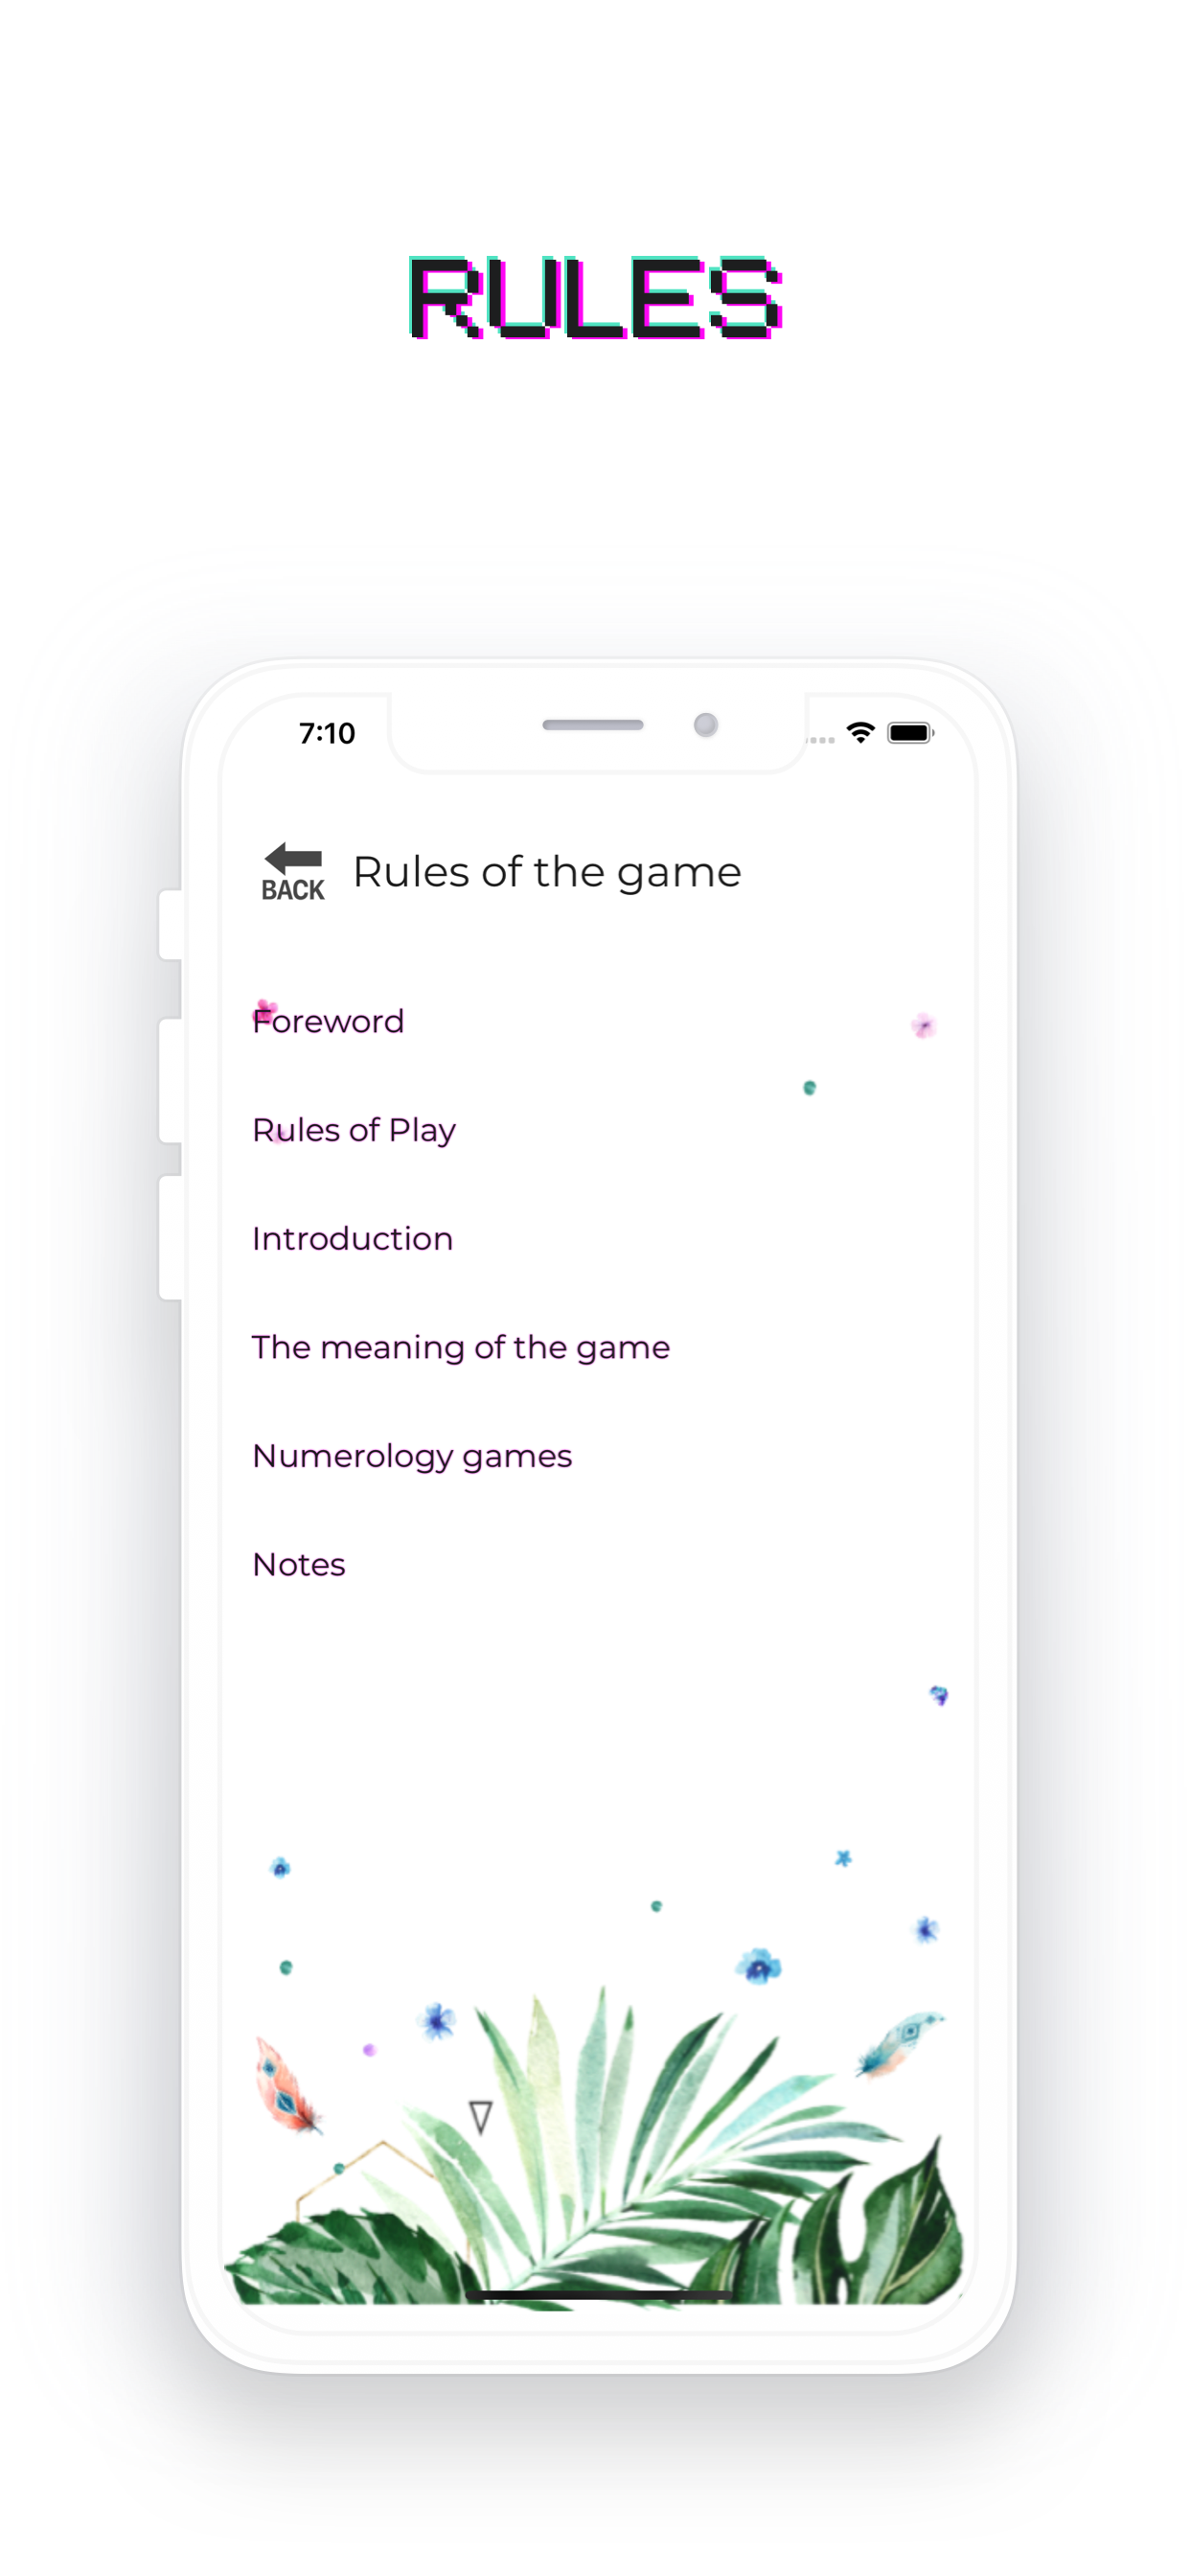 RULES
7:10
BACK
Rules of the game
Foreword
Rules of Play
Introduction
The meaning of the game
Numerology games
Notes